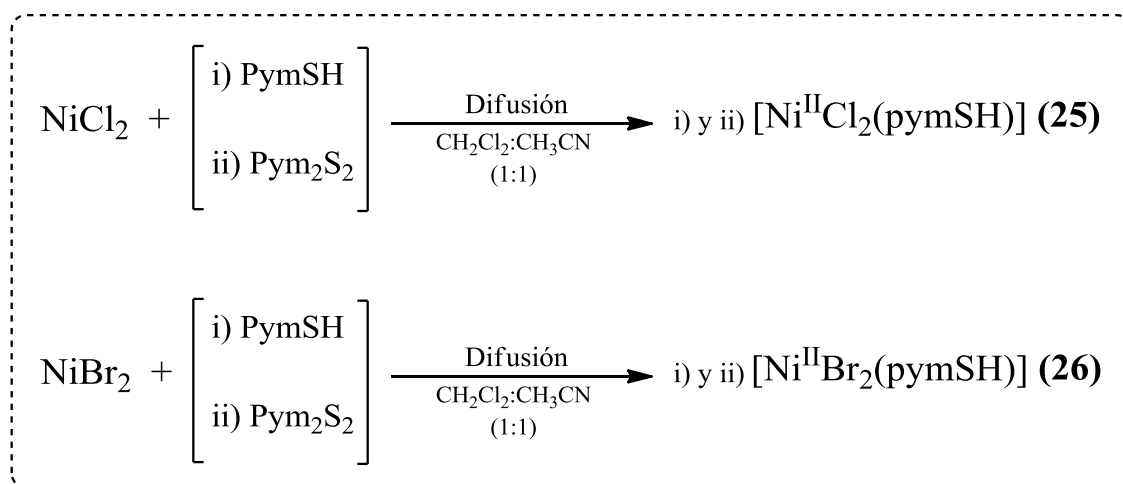 i) PymSH
NiCl₂ + Difusión i) y ii) [NiᴵᴵCl₂(pymSH)] (25)
CH₂Cl₂:CH₃CN
ii) Pym₂S₂
(1:1)
i) PymSH
NiBr₂ + Difusión i) y ii) [NiᴵᴵBr₂(pymSH)] (26)
CH₂Cl₂:CH₃CN
ii) Pym₂S₂
(1:1)